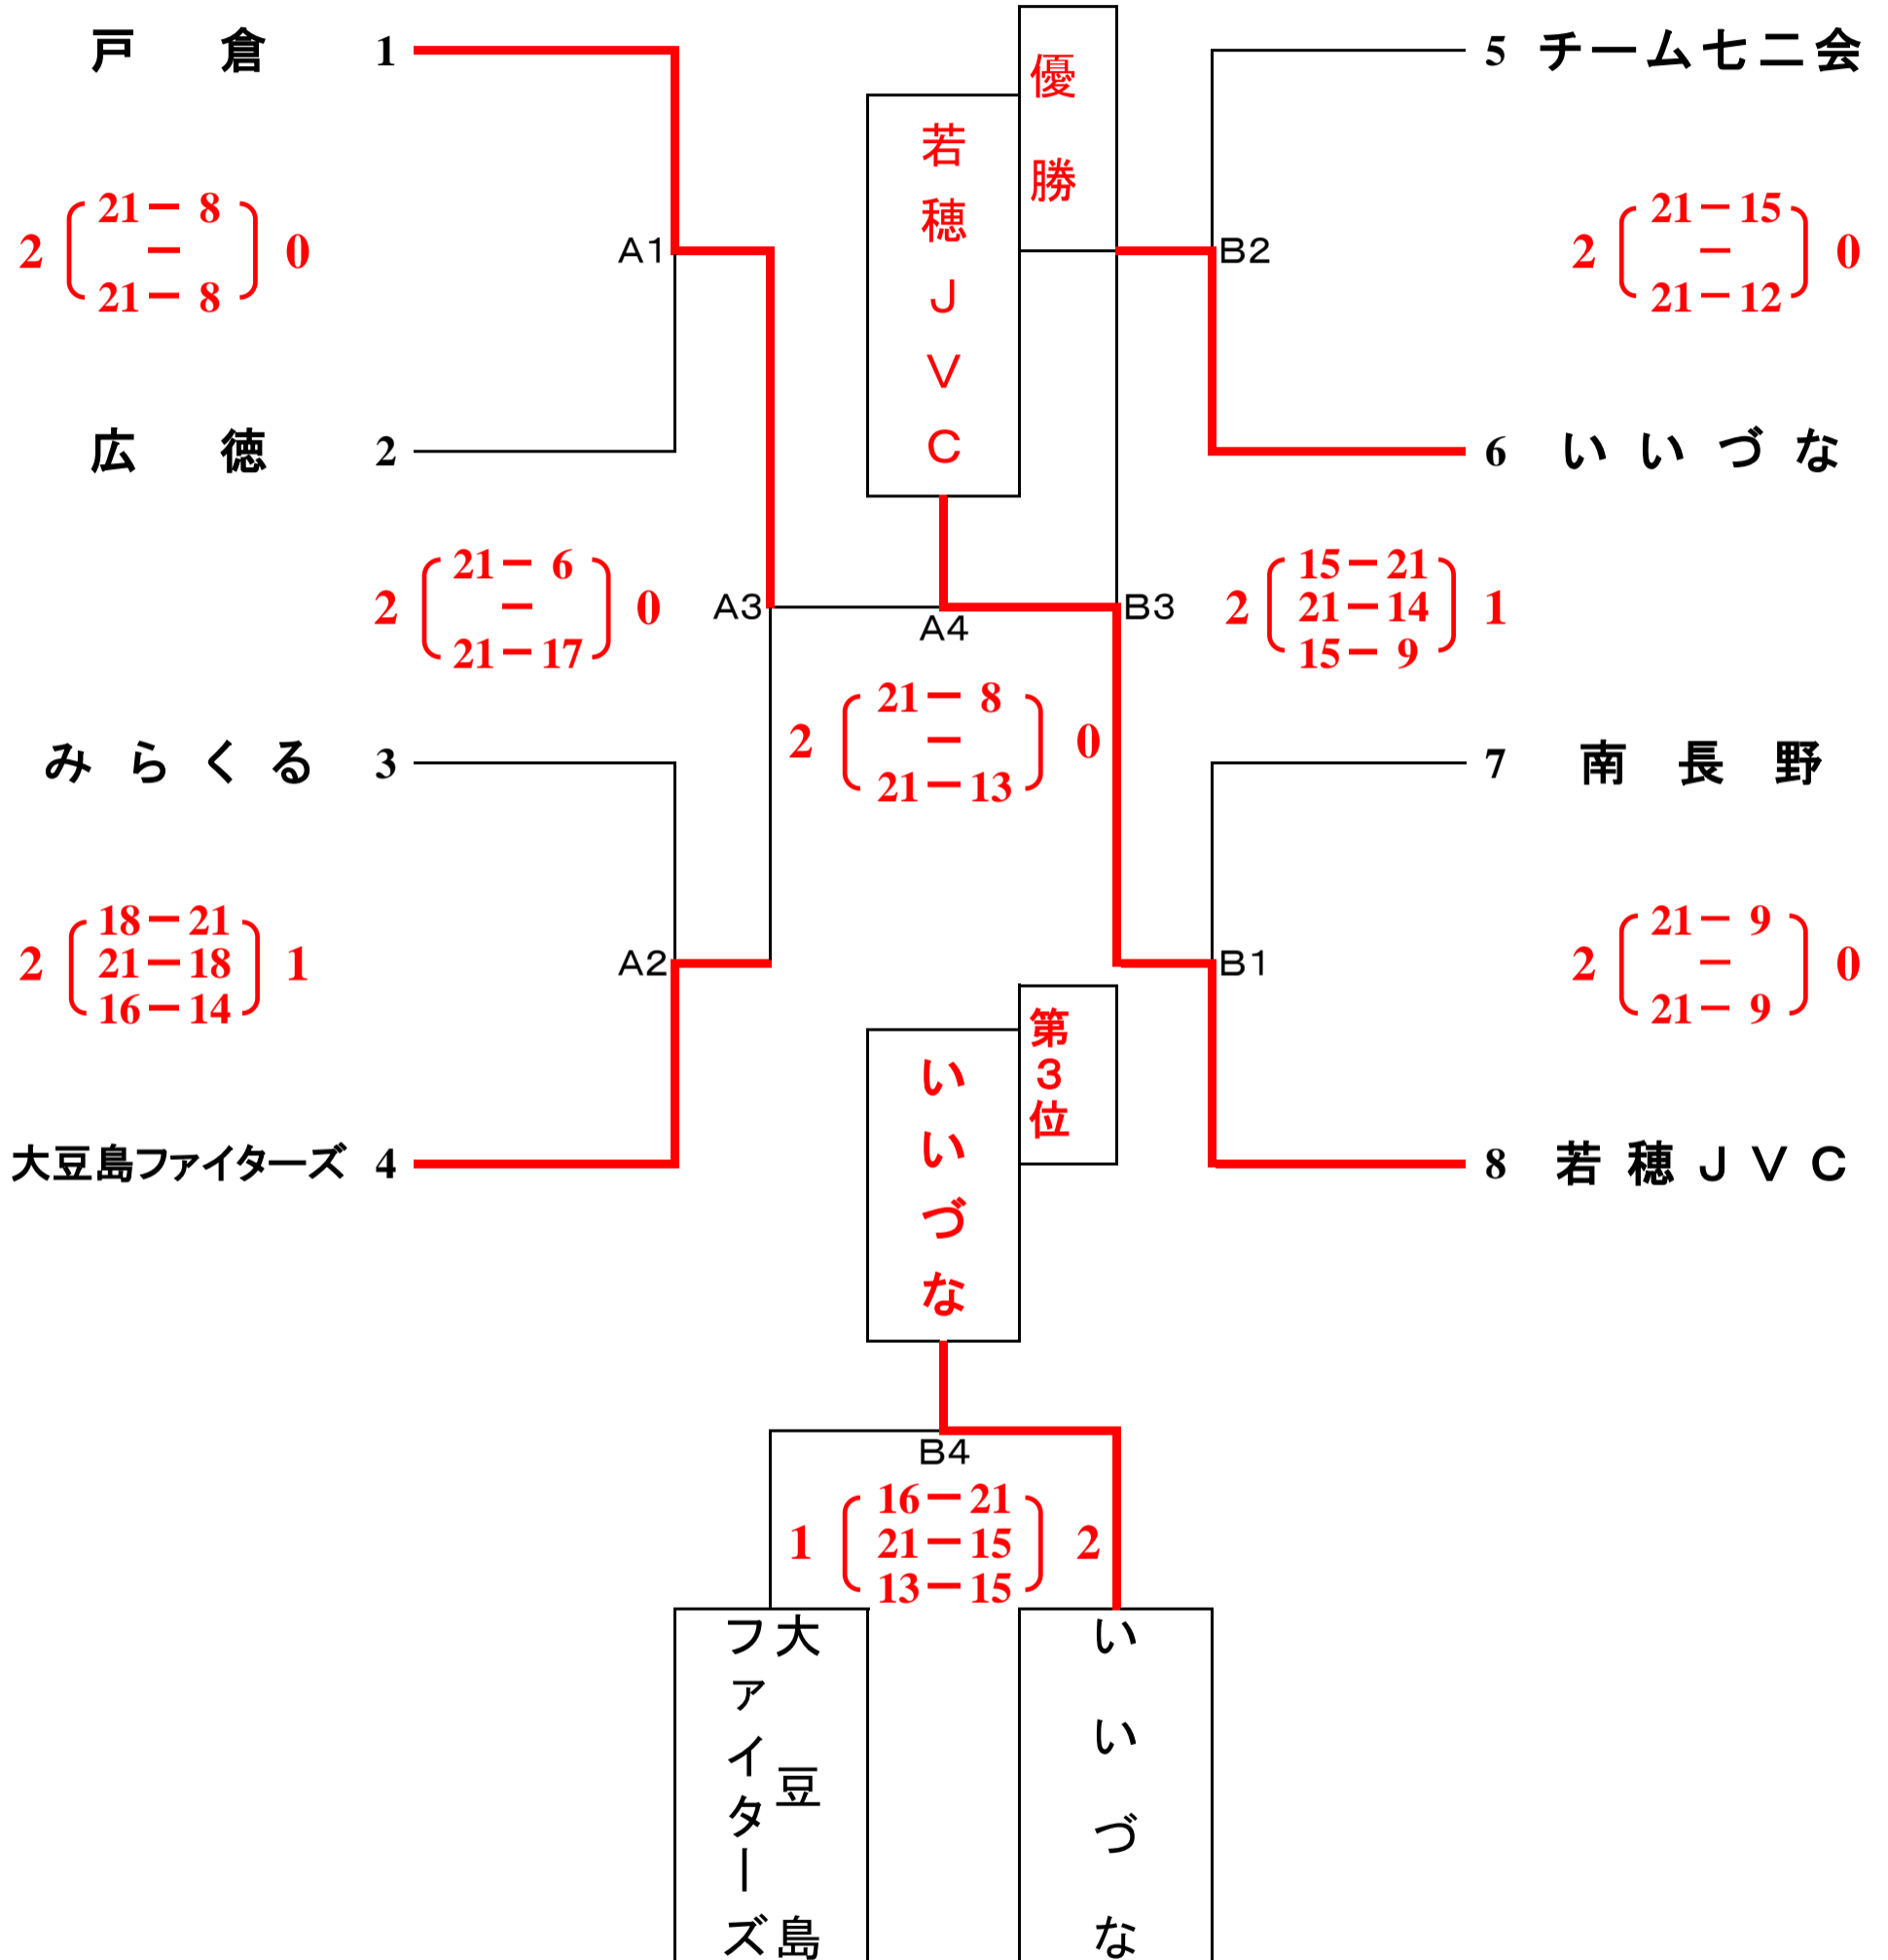 戸倉 1
2 21－8 0
－
21－8
A1
広徳 2
2 21－6 0
－
21－17
A3
みらくる 3
2 18－21 1
21－18
16－14
A2
大豆島ファイターズ 4
優勝
若穂ＪＶＣ
A4
2 21－8 0
－
21－13
5 チーム七二会
2 21－15 0
－
21－12
B2
6 いいづな
B3
2 15－21 1
21－14
15－9
7 南長野
2 21－9 0
－
21－9
B1
8 若穂ＪＶＣ
第３位
いいづな
B4
1 16－21 2
21－15
13－15
大豆島
ファイターズ
いいづな